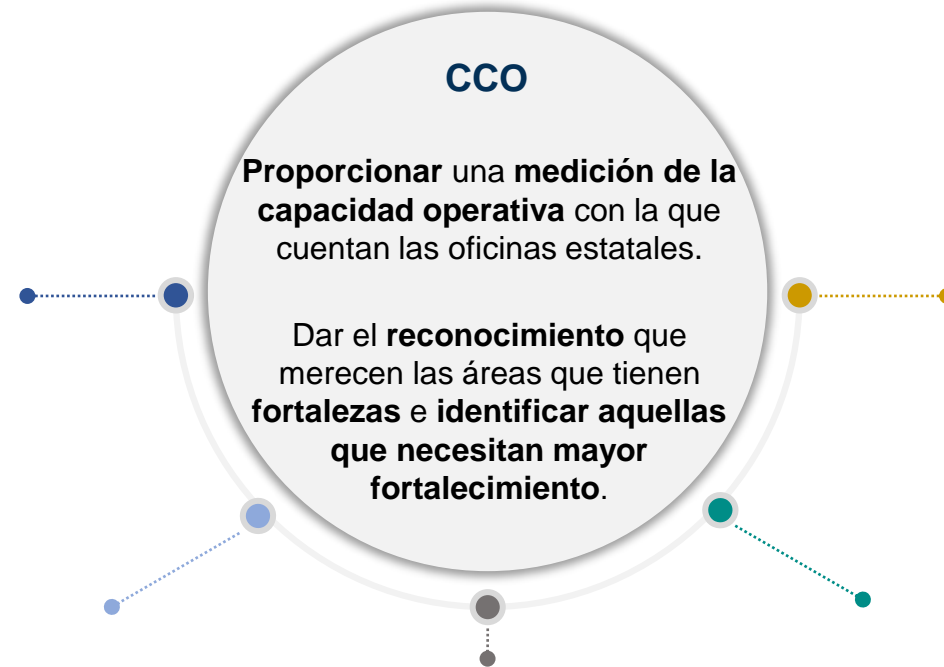 CCO
Proporcionar una medición de la
capacidad operativa con la que
cuentan las oficinas estatales.
Dar el reconocimiento que
merecen las áreas que tienen
fortalezas e identificar aquellas
que necesitan mayor
fortalecimiento.